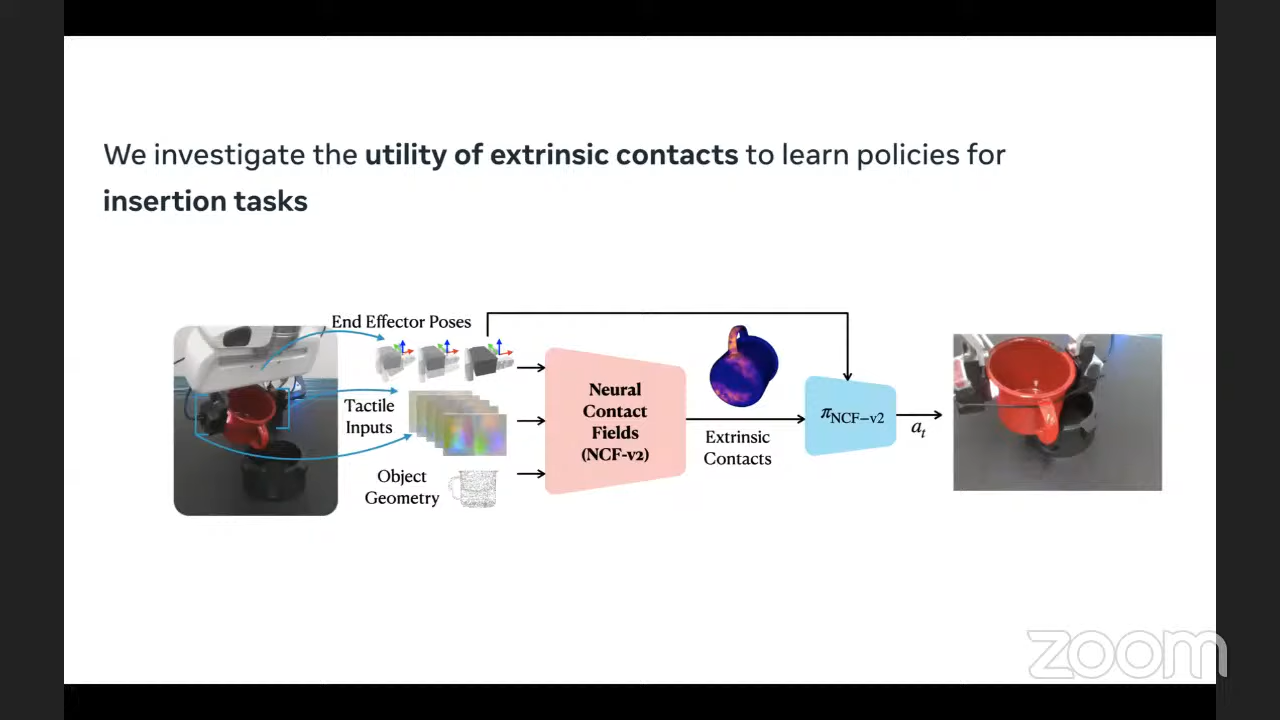 We investigate the utility of extrinsic contacts to learn policies for
insertion tasks
End Effector Poses
Tactile
Inputs
Object
Geometry
Neural
Contact
Fields
(NCF-v2)
Extrinsic
Contacts
πNCF−v2
at
zoom